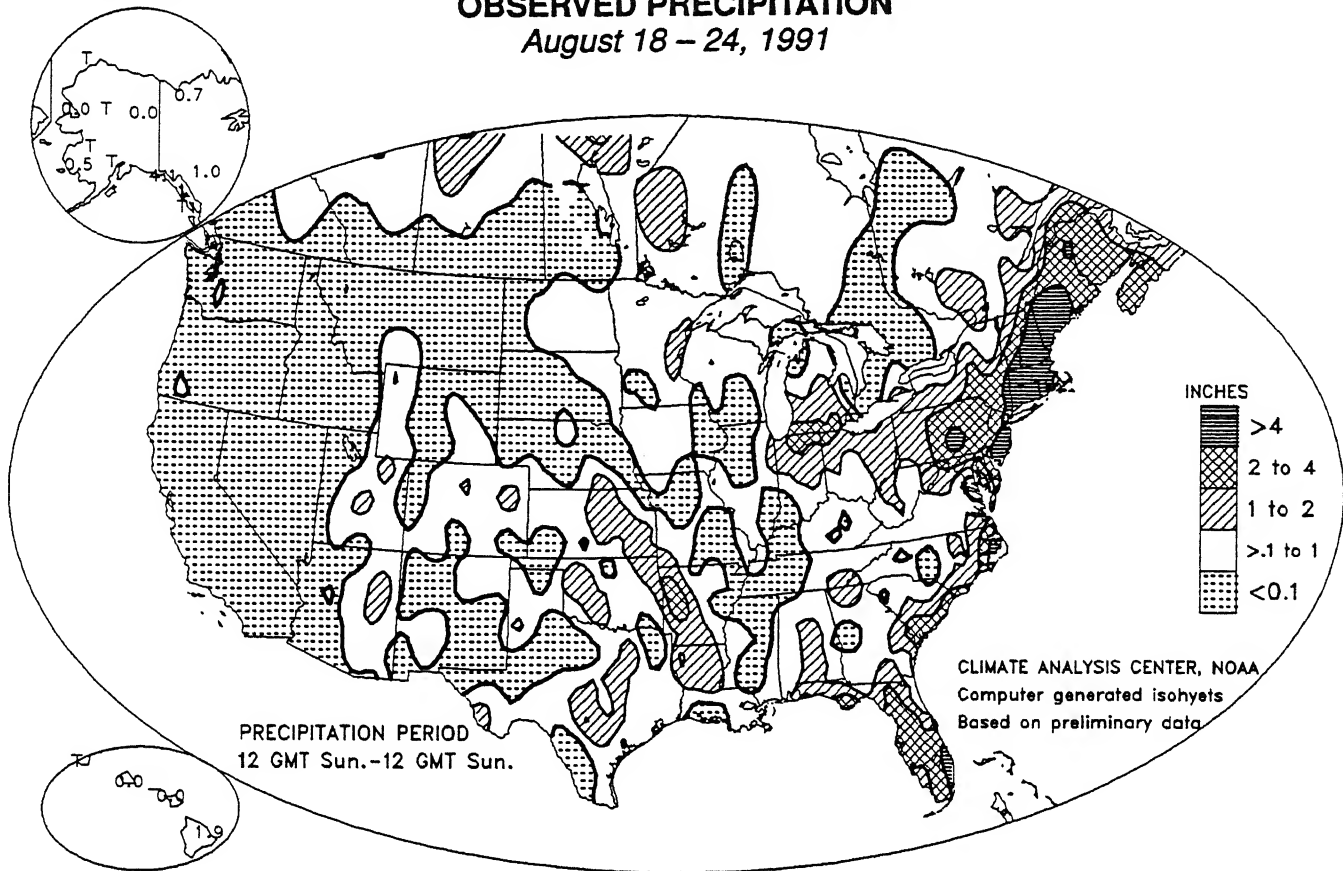 OBSERVED PRECIPITATION
August 18 – 24, 1991
T
0.7
0.0 T 0.0
T
0.5 T
1.0
INCHES
>4
2 to 4
1 to 2
>.1 to 1
<0.1
CLIMATE ANALYSIS CENTER, NOAA
Computer generated isohyets
Based on preliminary data
PRECIPITATION PERIOD
12 GMT Sun.-12 GMT Sun.
T
0.0
0.0
1.9